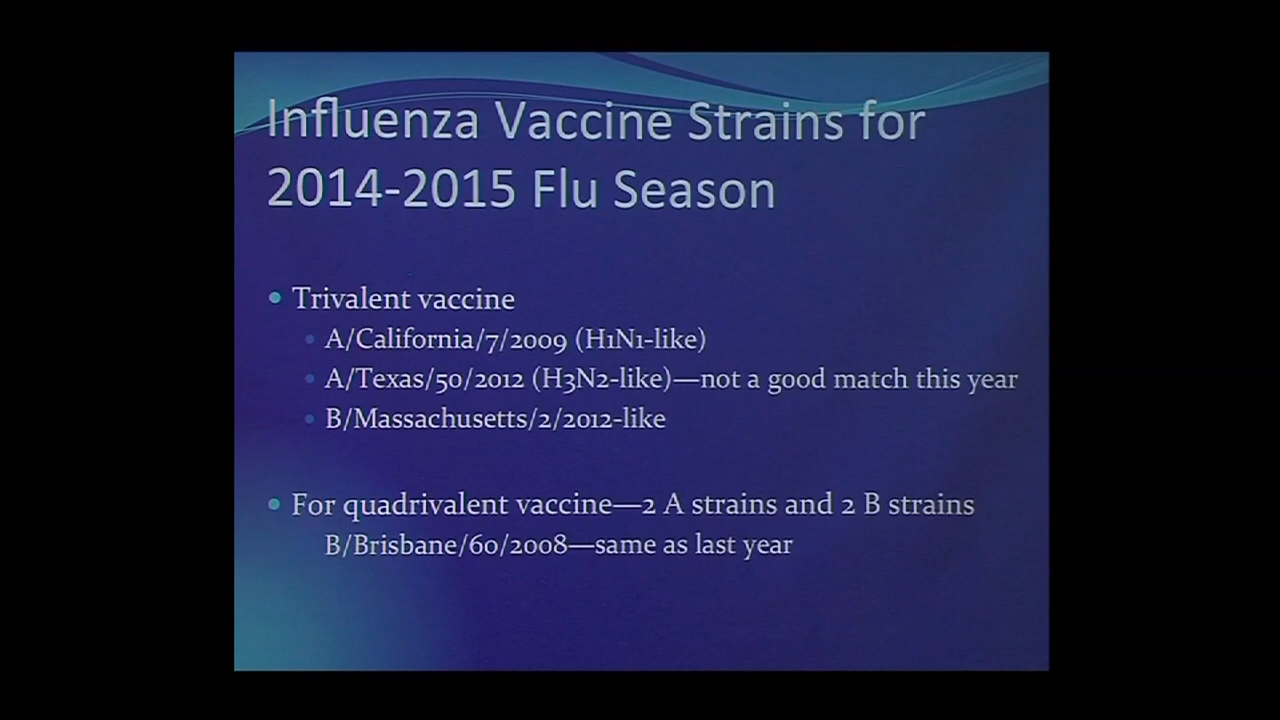 Influenza Vaccine Strains for
2014-2015 Flu Season
Trivalent vaccine
A/California/7/2009 (H1N1-like)
A/Texas/50/2012 (H3N2-like)—not a good match this year
B/Massachusetts/2/2012-like
For quadrivalent vaccine—2 A strains and 2 B strains
B/Brisbane/60/2008—same as last year